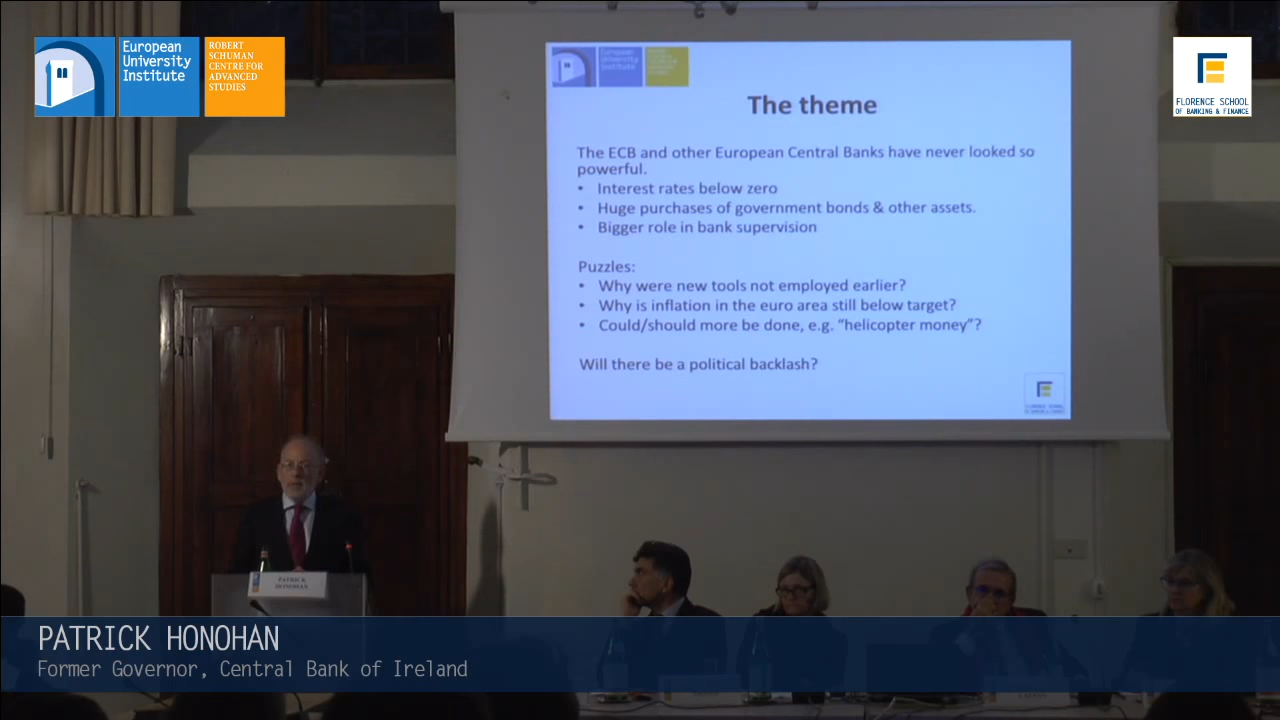 European
University
Institute
ROBERT
SCHUMAN
CENTRE FOR
ADVANCED
STUDIES
FLORENCE SCHOOL
OF BANKING & FINANCE
European
University
Institute
The theme
The ECB and other European Central Banks have never looked so
powerful.
• Interest rates below zero
• Huge purchases of government bonds & other assets.
• Bigger role in bank supervision
Puzzles:
• Why were new tools not employed earlier?
• Why is inflation in the euro area still below target?
• Could/should more be done, e.g. “helicopter money”?
Will there be a political backlash?
PATRICK
HONOHAN
PATRICK HONOHAN
Former Governor, Central Bank of Ireland